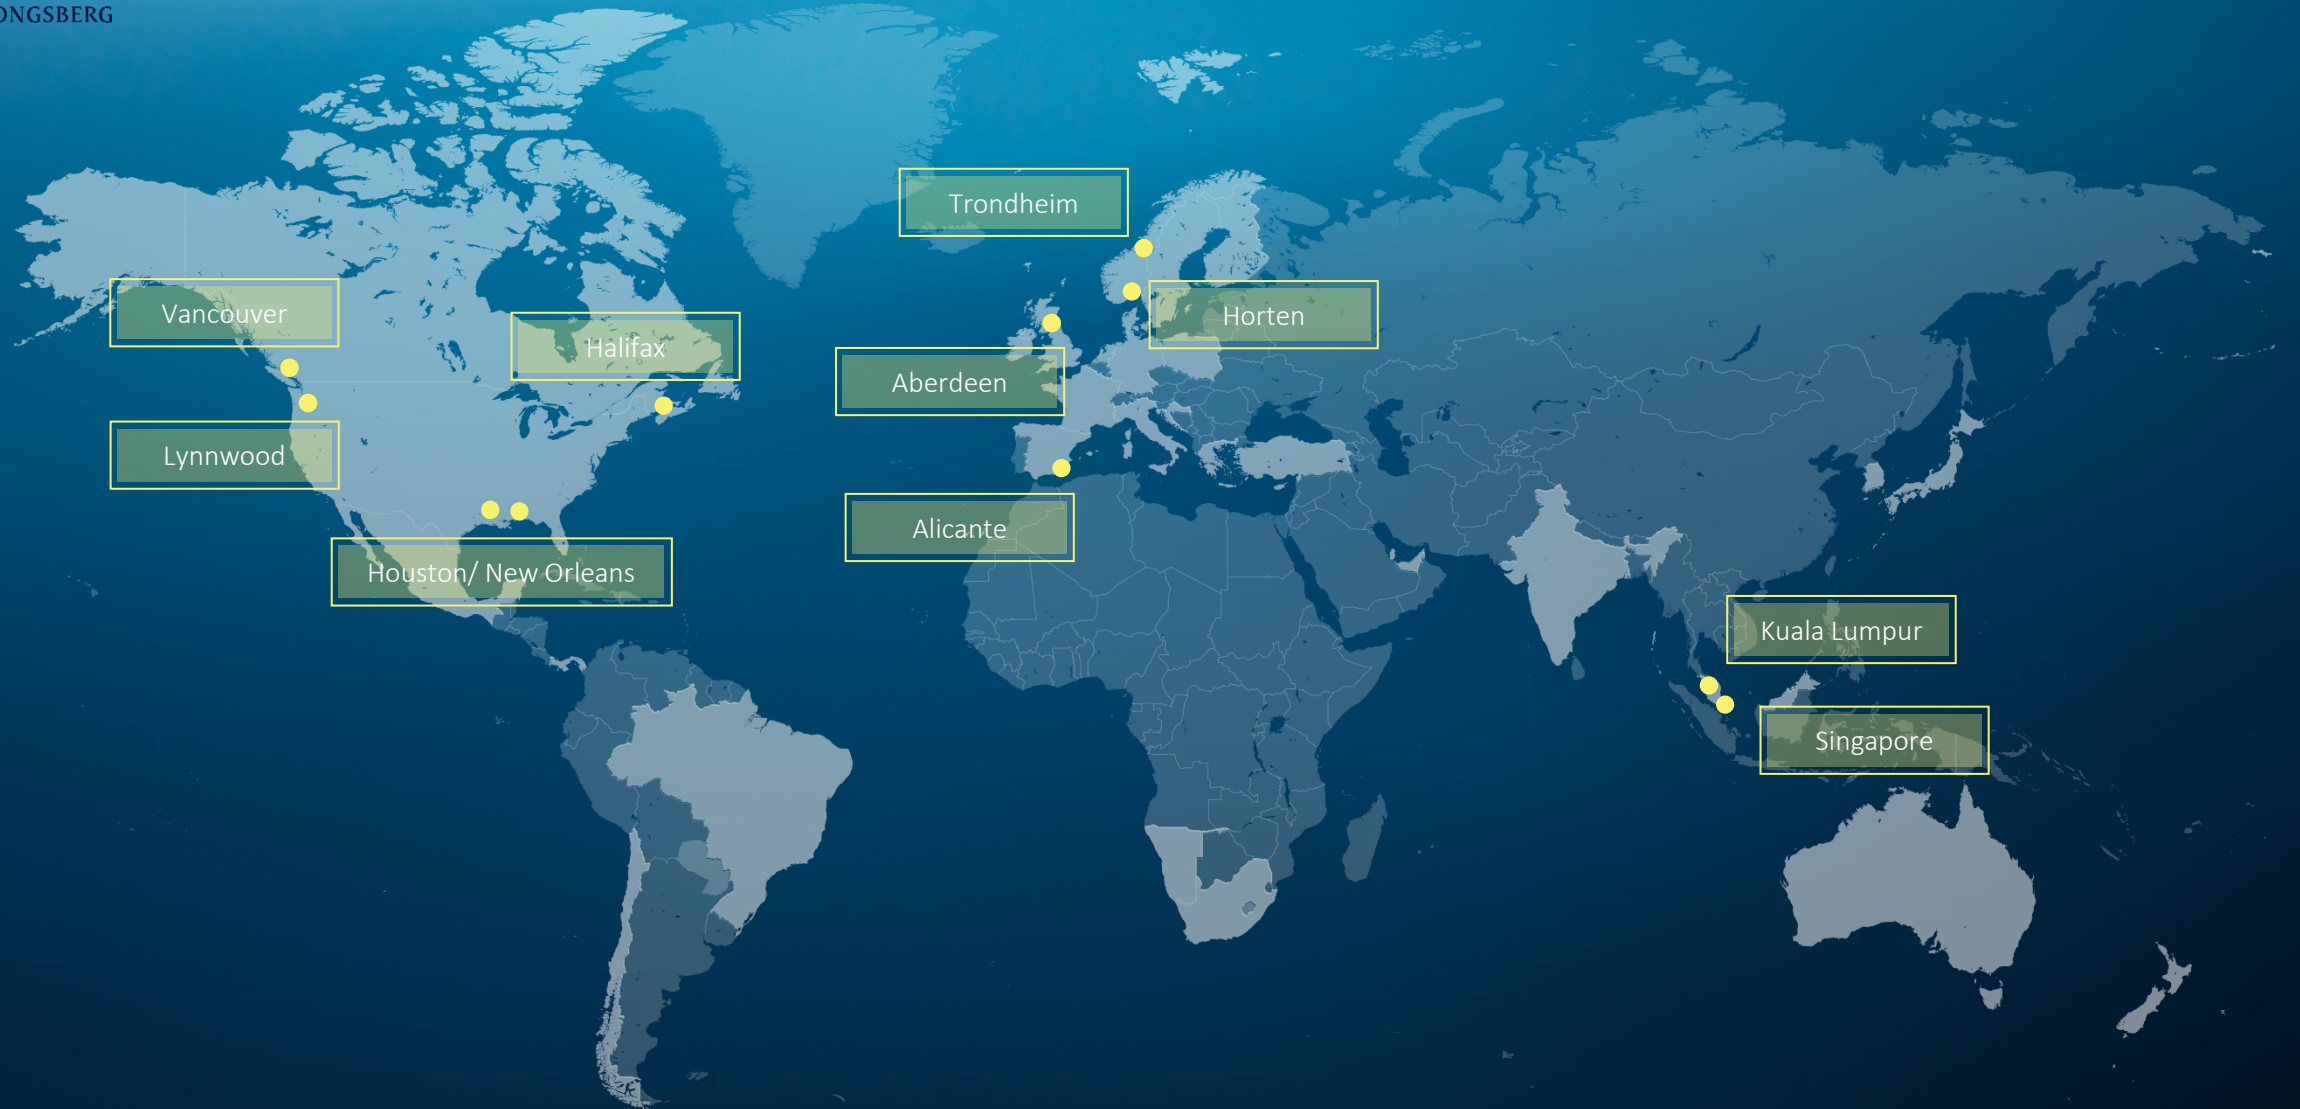 ONGSBERG
Trondheim
Vancouver
Horten
Halifax
Aberdeen
Lynnwood
Alicante
Houston/ New Orleans
Kuala Lumpur
Singapore